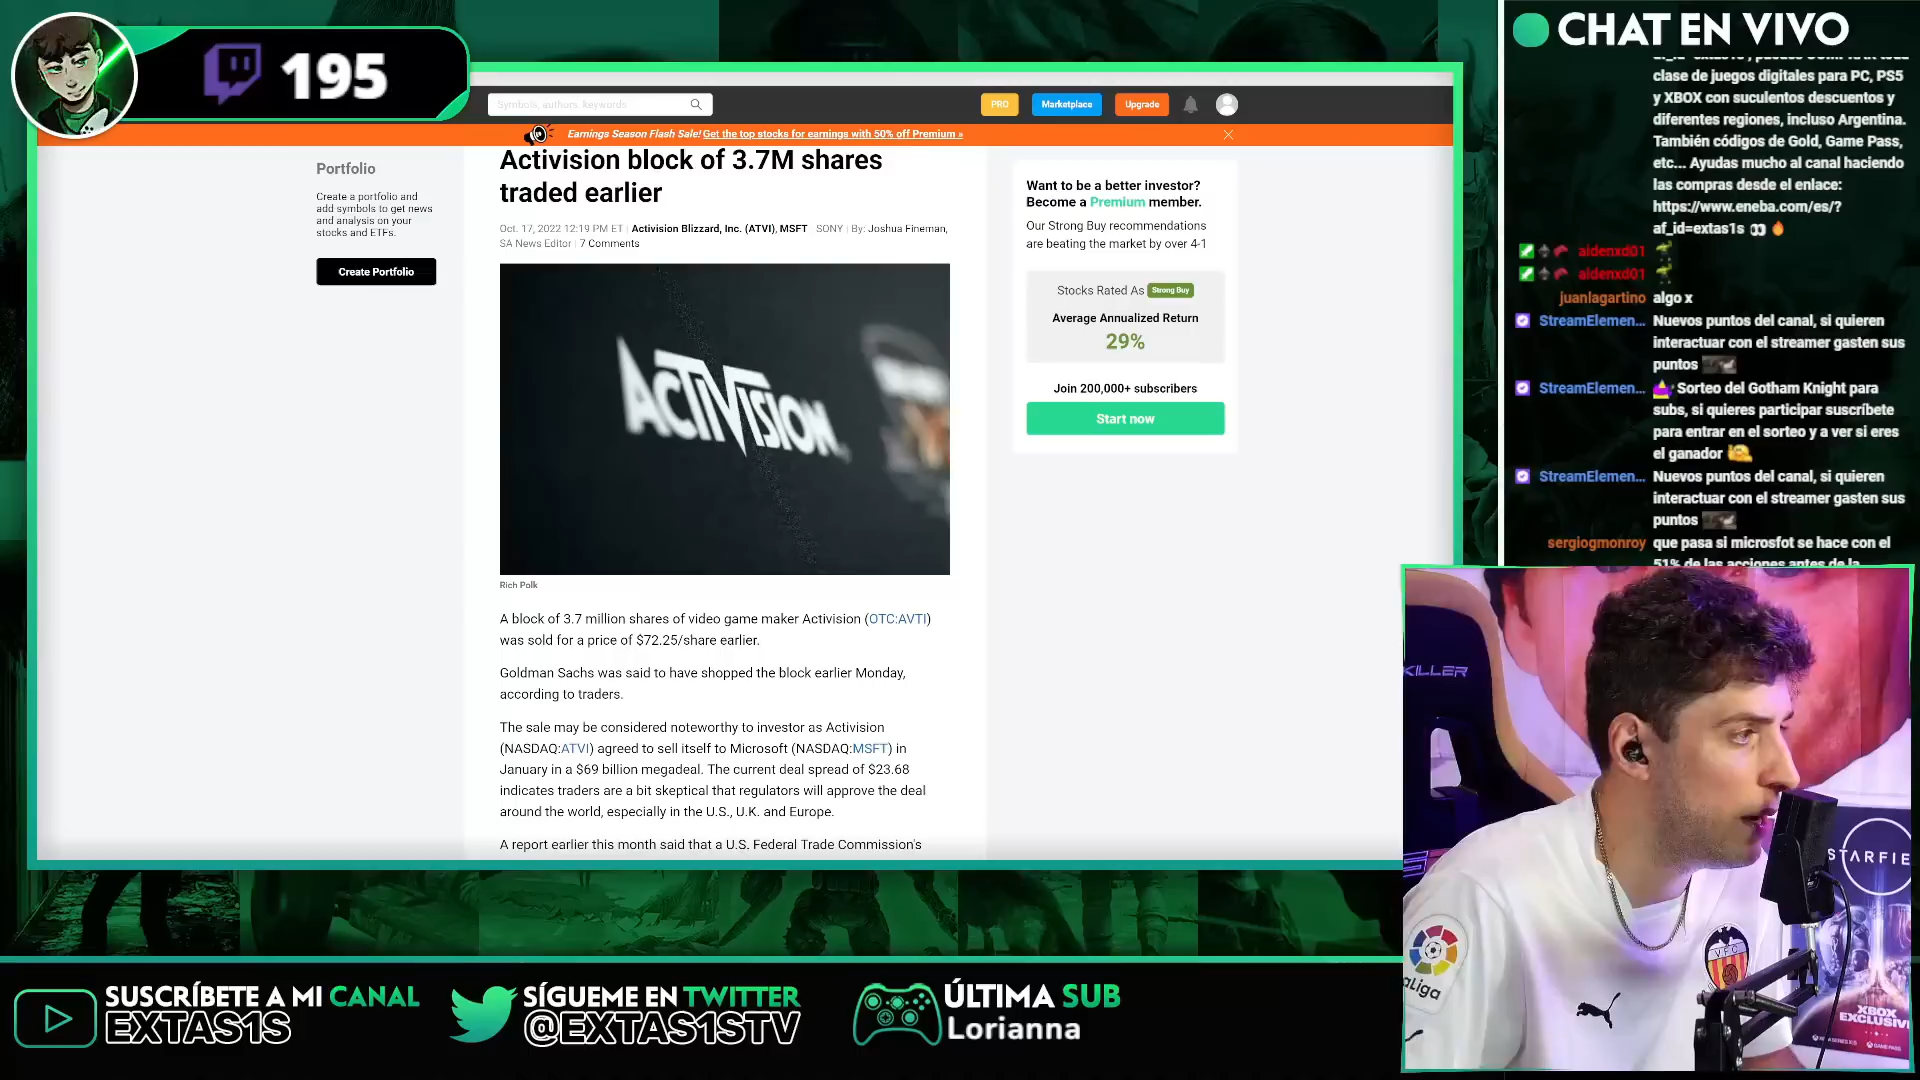 195
Symbols, authors, keywords
PRO
Marketplace
Upgrade
Earnings Season Flash Sale! Get the top stocks for earnings with 50% off Premium »
Portfolio
Create a portfolio and
add symbols to get news
and analysis on your
stocks and ETFs.
Create Portfolio
Activision block of 3.7M shares
traded earlier
Oct. 17, 2022 12:19 PM ET | Activision Blizzard, Inc. (ATVI), MSFT SONY | By: Joshua Fineman,
SA News Editor | 7 Comments
ACTIVISION
Rich Polk
A block of 3.7 million shares of video game maker Activision (OTC:AVTI)
was sold for a price of $72.25/share earlier.
Goldman Sachs was said to have shopped the block earlier Monday,
according to traders.
The sale may be considered noteworthy to investor as Activision
(NASDAQ:ATVI) agreed to sell itself to Microsoft (NASDAQ:MSFT) in
January in a $69 billion megadeal. The current deal spread of $23.68
indicates traders are a bit skeptical that regulators will approve the deal
around the world, especially in the U.S., U.K. and Europe.
A report earlier this month said that a U.S. Federal Trade Commission's
Want to be a better investor?
Become a Premium member.
Our Strong Buy recommendations
are beating the market by over 4-1
Stocks Rated As Strong Buy
Average Annualized Return
29%
Join 200,000+ subscribers
Start now
CHAT EN VIVO
clase de juegos digitales para PC, PS5
y XBOX con suculentos descuentos y
diferentes regiones, incluso Argentina.
También códigos de Gold, Game Pass,
etc... Ayudas mucho al canal haciendo
las compras desde el enlace:
https://www.eneba.com/es/?
af_id=extas1s
aldenxd01
aldenxd01
juanlagartino algo x
StreamElemen... Nuevos puntos del canal, si quieren
interactuar con el streamer gasten sus
puntos
StreamElemen... Sorteo del Gotham Knight para
subs, si quieres participar suscríbete
para entrar en el sorteo y a ver si eres
el ganador
StreamElemen... Nuevos puntos del canal, si quieren
interactuar con el streamer gasten sus
puntos
sergiogmonroy que pasa si microsfot se hace con el
51% de las acciones antes de la
KILLER
STARFIE
VFC
aLiga
XBOX
EXCLUSIV
SUSCRÍBETE A MI CANAL
EXTAS1S
SÍGUEME EN TWITTER
@EXTAS1STV
ÚLTIMA SUB
Lorianna